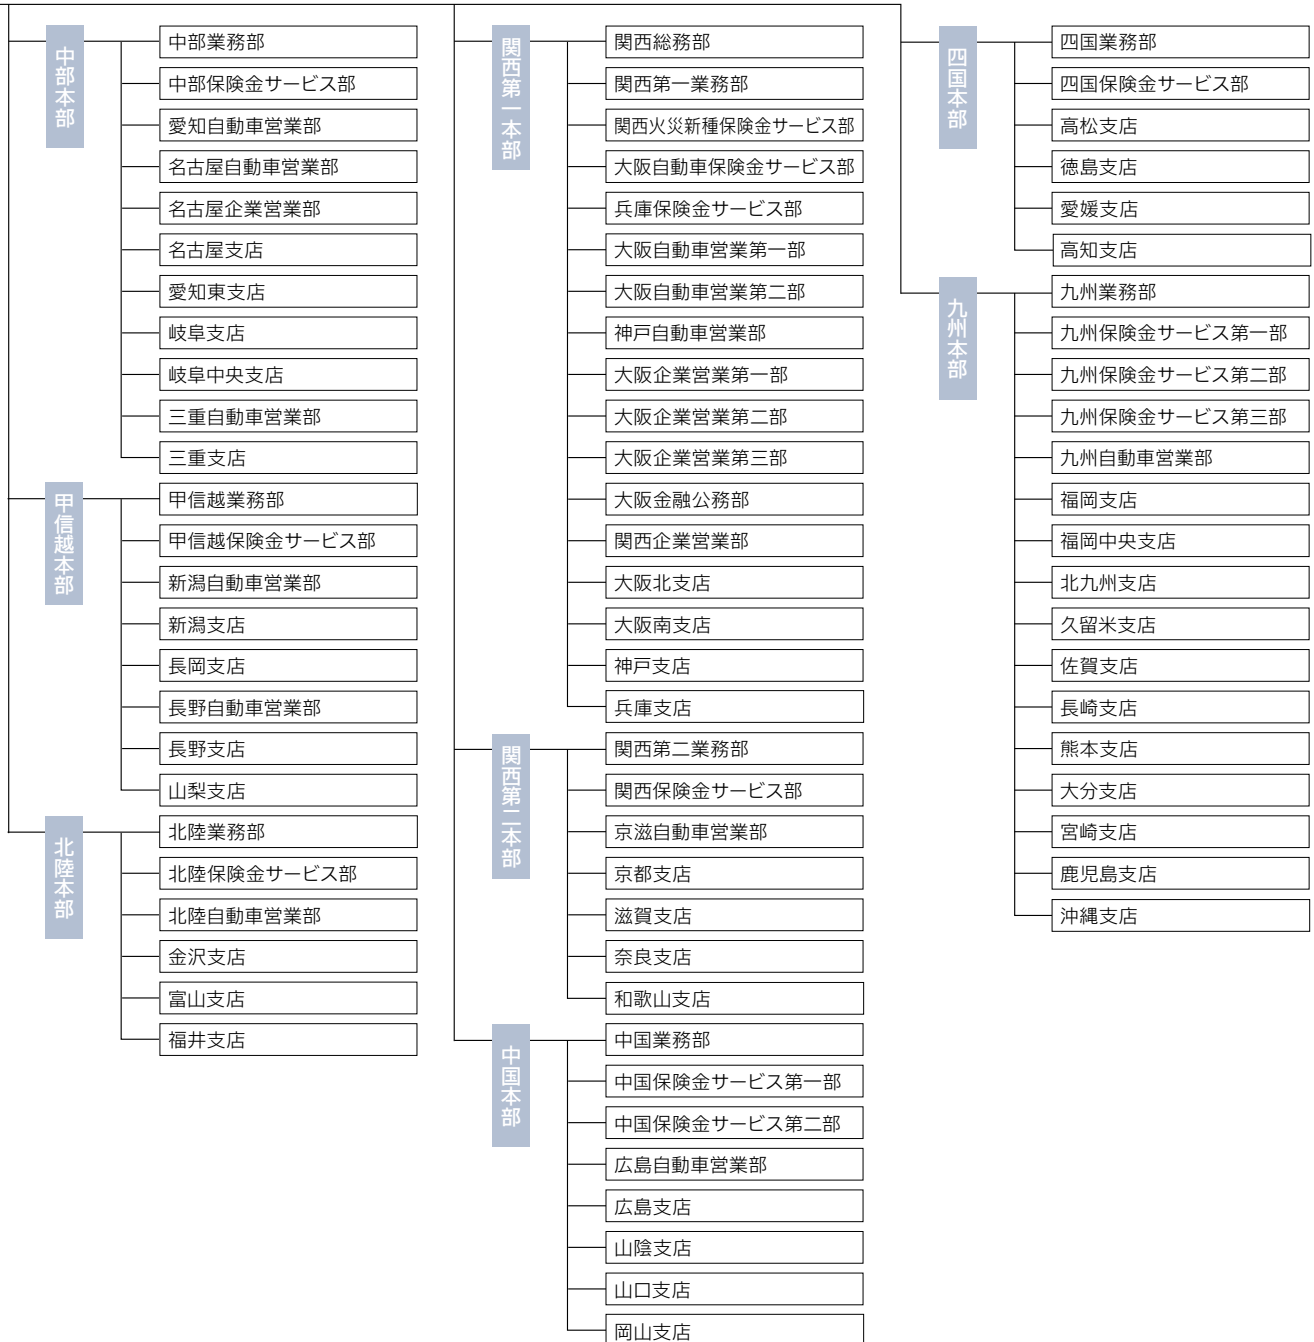 中部本部
中部業務部
中部保険金サービス部
愛知自動車営業部
名古屋自動車営業部
名古屋企業営業部
名古屋支店
愛知東支店
岐阜支店
岐阜中央支店
三重自動車営業部
三重支店
甲信越本部
甲信越業務部
甲信越保険金サービス部
新潟自動車営業部
新潟支店
長岡支店
長野自動車営業部
長野支店
山梨支店
北陸本部
北陸業務部
北陸保険金サービス部
北陸自動車営業部
金沢支店
富山支店
福井支店
関西第一本部
関西総務部
関西第一業務部
関西火災新種保険金サービス部
大阪自動車保険金サービス部
兵庫保険金サービス部
大阪自動車営業第一部
大阪自動車営業第二部
神戸自動車営業部
大阪企業営業第一部
大阪企業営業第二部
大阪企業営業第三部
大阪金融公務部
関西企業営業部
大阪北支店
大阪南支店
神戸支店
兵庫支店
関西第二本部
関西第二業務部
関西保険金サービス部
京滋自動車営業部
京都支店
滋賀支店
奈良支店
和歌山支店
中国本部
中国業務部
中国保険金サービス第一部
中国保険金サービス第二部
広島自動車営業部
広島支店
山陰支店
山口支店
岡山支店
四国本部
四国業務部
四国保険金サービス部
高松支店
徳島支店
愛媛支店
高知支店
九州本部
九州業務部
九州保険金サービス第一部
九州保険金サービス第二部
九州保険金サービス第三部
九州自動車営業部
福岡支店
福岡中央支店
北九州支店
久留米支店
佐賀支店
長崎支店
熊本支店
大分支店
宮崎支店
鹿児島支店
沖縄支店